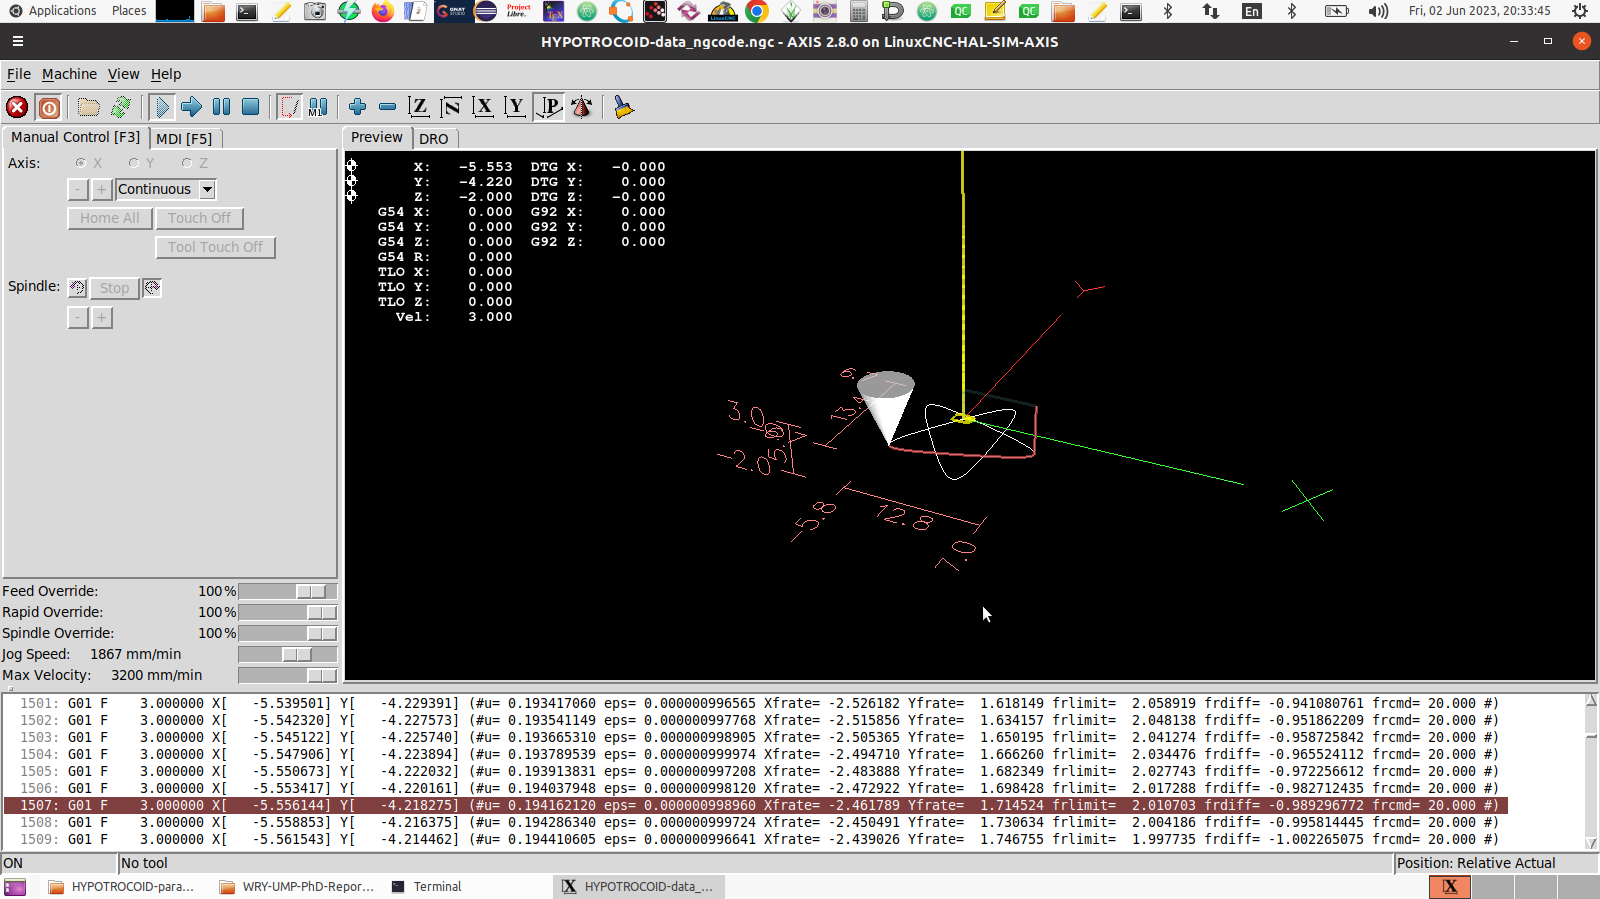 Applications Places Fri, 02 Jun 2023, 20:33:45
En
HYPOTROCOID-data_ngcode.ngc - AXIS 2.8.0 on LinuxCNC-HAL-SIM-AXIS
File Machine View Help
Manual Control [F3] MDI [F5]
Preview DRO
Axis: X Y Z
- + Continuous
Home All Touch Off
Tool Touch Off
Spindle: Stop
- +
X: -5.553 DTG X: -0.000
Y: -4.220 DTG Y: 0.000
Z: -2.000 DTG Z: -0.000
G54 X: 0.000 G92 X: 0.000
G54 Y: 0.000 G92 Y: 0.000
G54 Z: 0.000 G92 Z: 0.000
G54 R: 0.000
TLO X: 0.000
TLO Y: 0.000
TLO Z: 0.000
Vel: 3.000
Y
X
3.0
-2.0
-5.8
12.8
7.0
Feed Override: 100%
Rapid Override: 100%
Spindle Override: 100%
Jog Speed: 1867 mm/min
Max Velocity: 3200 mm/min
1501: G01 F 3.000000 X[ -5.539501] Y[ -4.229391] (#u= 0.193417060 eps= 0.000000996565 Xfrate= -2.526182 Yfrate= 1.618149 frlimit= 2.058919 frdiff= -0.941080761 frcmd= 20.000 #)
1502: G01 F 3.000000 X[ -5.542320] Y[ -4.227573] (#u= 0.193541149 eps= 0.000000997768 Xfrate= -2.515856 Yfrate= 1.634157 frlimit= 2.048138 frdiff= -0.951862209 frcmd= 20.000 #)
1503: G01 F 3.000000 X[ -5.545122] Y[ -4.225740] (#u= 0.193665310 eps= 0.000000998905 Xfrate= -2.505365 Yfrate= 1.650195 frlimit= 2.041274 frdiff= -0.958725842 frcmd= 20.000 #)
1504: G01 F 3.000000 X[ -5.547906] Y[ -4.223894] (#u= 0.193789539 eps= 0.000000999974 Xfrate= -2.494710 Yfrate= 1.666260 frlimit= 2.034476 frdiff= -0.965524112 frcmd= 20.000 #)
1505: G01 F 3.000000 X[ -5.550673] Y[ -4.222032] (#u= 0.193913831 eps= 0.000000997208 Xfrate= -2.483888 Yfrate= 1.682349 frlimit= 2.027743 frdiff= -0.972256612 frcmd= 20.000 #)
1506: G01 F 3.000000 X[ -5.553417] Y[ -4.220161] (#u= 0.194037948 eps= 0.000000998120 Xfrate= -2.472922 Yfrate= 1.698428 frlimit= 2.017288 frdiff= -0.982712435 frcmd= 20.000 #)
1507: G01 F 3.000000 X[ -5.556144] Y[ -4.218275] (#u= 0.194162120 eps= 0.000000998960 Xfrate= -2.461789 Yfrate= 1.714524 frlimit= 2.010703 frdiff= -0.989296772 frcmd= 20.000 #)
1508: G01 F 3.000000 X[ -5.558853] Y[ -4.216375] (#u= 0.194286340 eps= 0.000000999724 Xfrate= -2.450491 Yfrate= 1.730634 frlimit= 2.004186 frdiff= -0.995814445 frcmd= 20.000 #)
1509: G01 F 3.000000 X[ -5.561543] Y[ -4.214462] (#u= 0.194410605 eps= 0.000000996641 Xfrate= -2.439026 Yfrate= 1.746755 frlimit= 1.997735 frdiff= -1.002265075 frcmd= 20.000 #)
ON No tool Position: Relative Actual
HYPOTROCOID-para... WRY-UMP-PhD-Repor... Terminal HYPOTROCOID-data_...